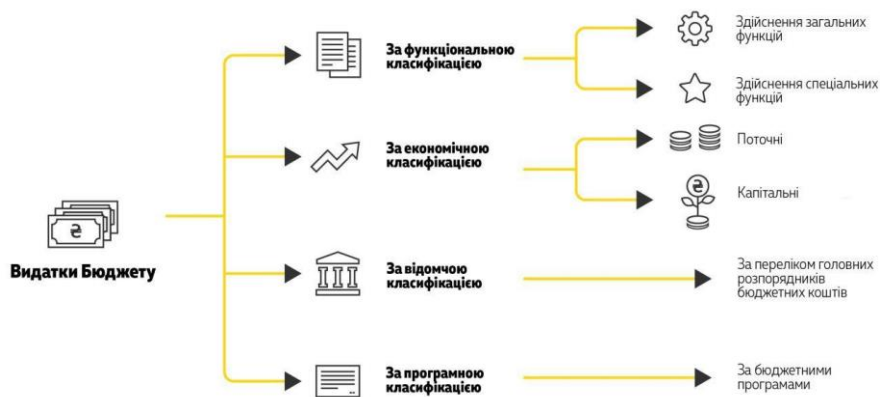 Видатки Бюджету
За функціональною
класифікацією
Здійснення загальних
функцій
Здійснення спеціальних
функцій
За економічною
класифікацією
Поточні
Капітальні
За відомчою
класифікацією
За переліком головних
розпорядників
бюджетних коштів
За програмною
класифікацією
За бюджетними
програмами